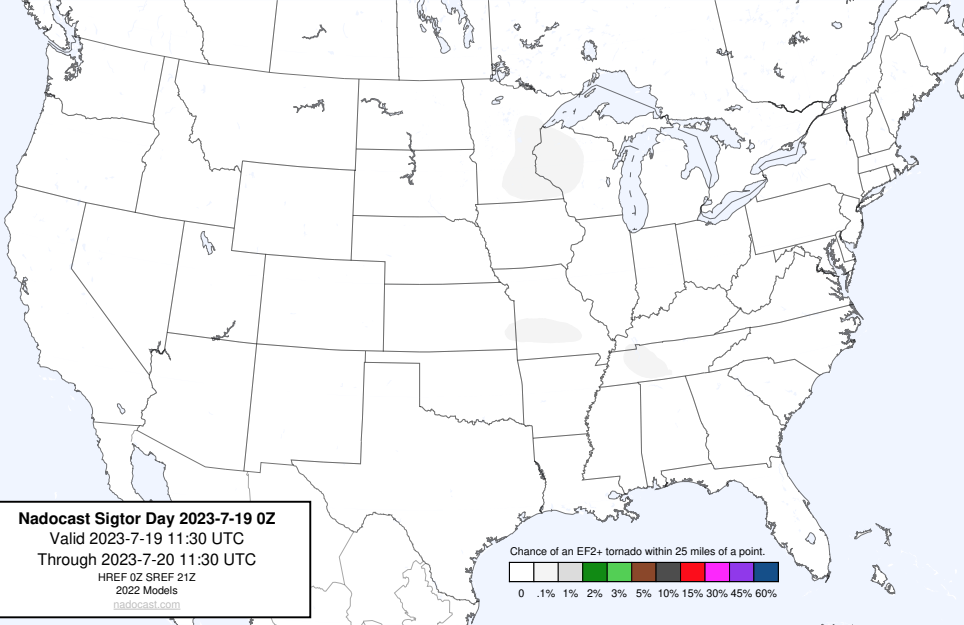 Nadocast Sigtor Day 2023-7-19 0Z
Valid 2023-7-19 11:30 UTC
Through 2023-7-20 11:30 UTC
HREF 0Z SREF 21Z
2022 Models
nadocast.com
Chance of an EF2+ tornado within 25 miles of a point.
0 .1% 1% 2% 3% 5% 10% 15% 30% 45% 60%